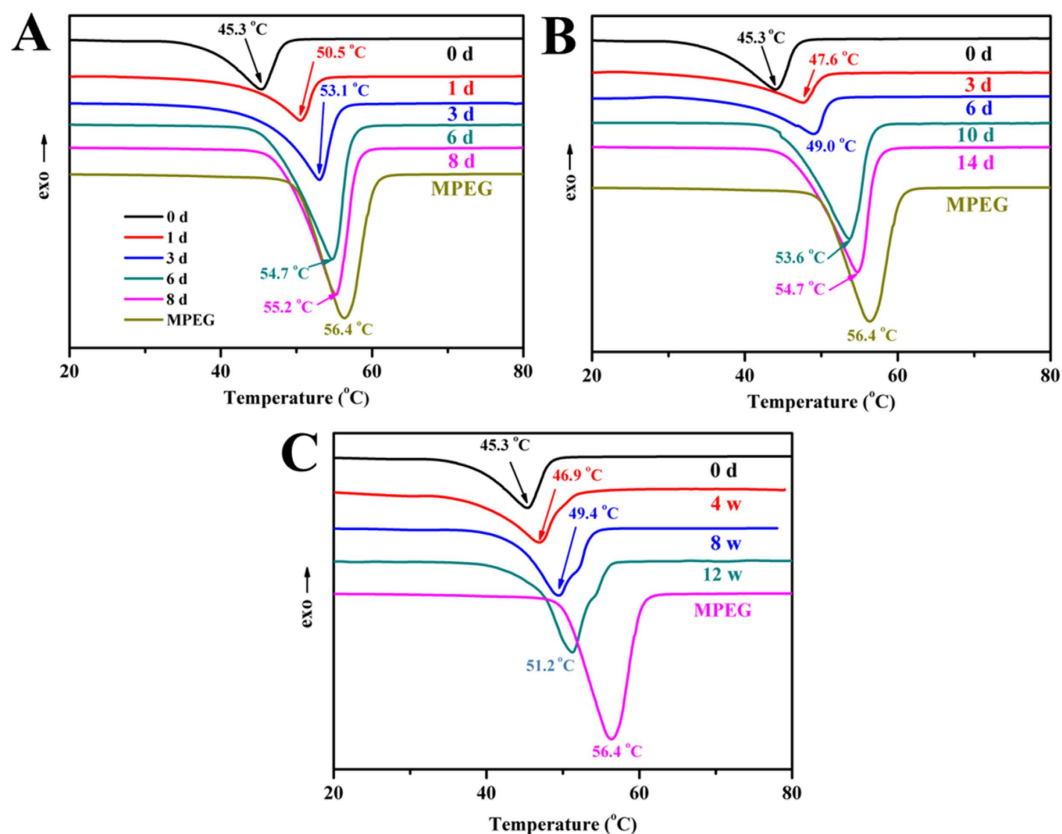 A
45.3 °C
50.5 °C
53.1 °C
0 d
1 d
3 d
6 d
8 d
MPEG
54.7 °C
55.2 °C
56.4 °C
0 d
1 d
3 d
6 d
8 d
MPEG
exo →
20
40
60
80
Temperature (°C)
B
45.3 °C
47.6 °C
49.0 °C
0 d
3 d
6 d
10 d
14 d
MPEG
53.6 °C
54.7 °C
56.4 °C
exo →
20
40
60
80
Temperature (°C)
C
45.3 °C
46.9 °C
49.4 °C
0 d
4 w
8 w
12 w
MPEG
51.2 °C
56.4 °C
exo →
20
40
60
80
Temperature (°C)